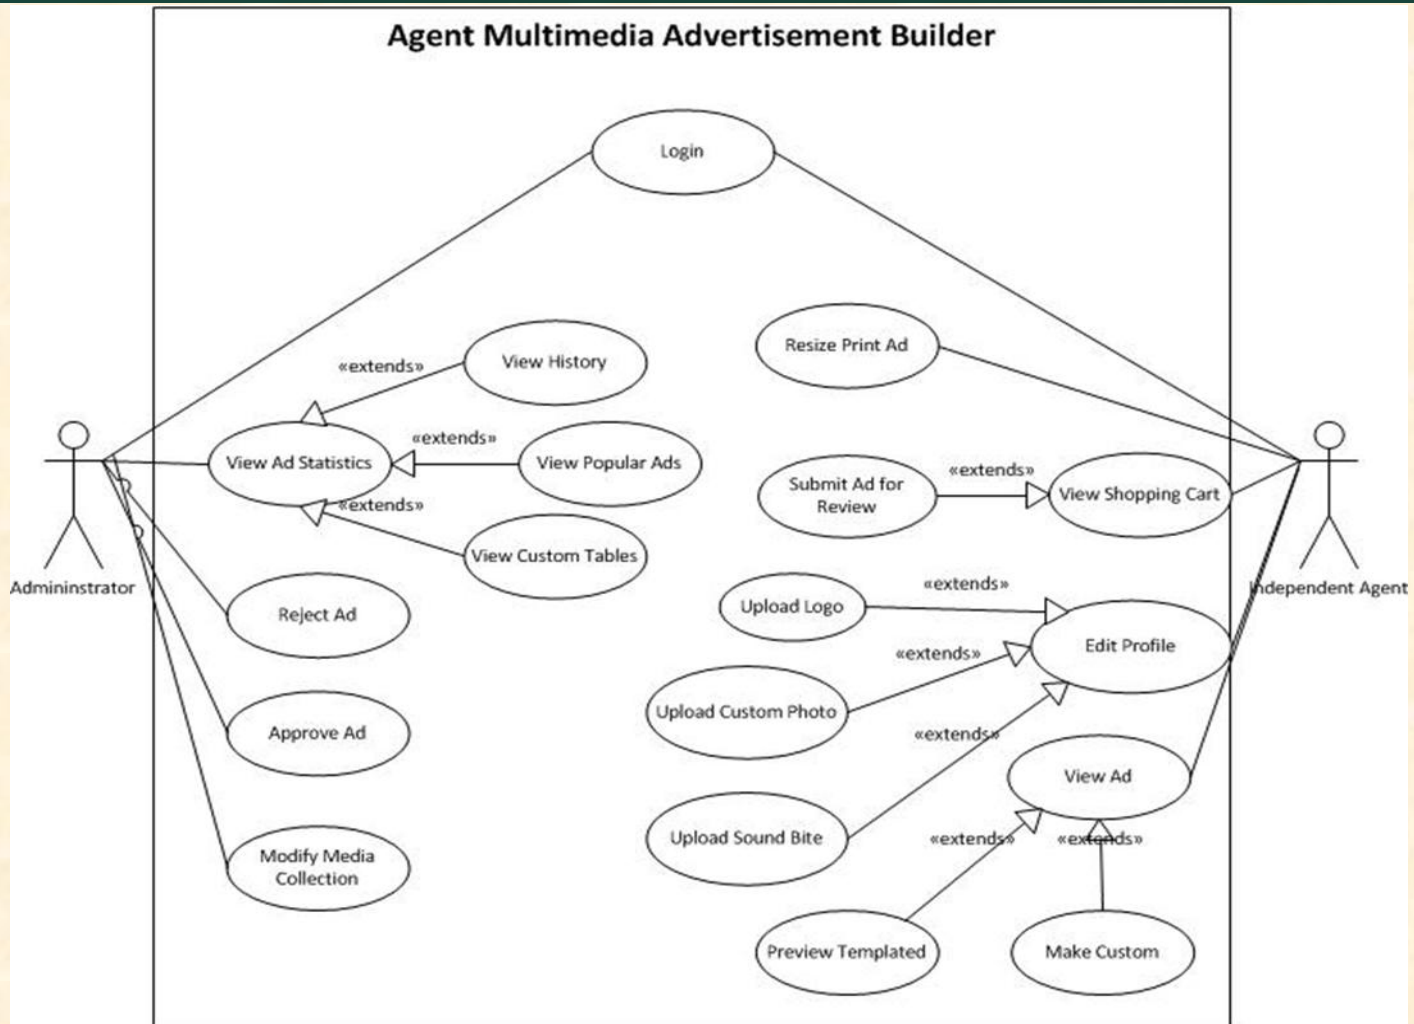 Agent Multimedia Advertisement Builder
Login
Resize Print Ad
View History
«extends»
«extends»
View Ad Statistics
View Popular Ads
«extends»
Submit Ad for
Review
«extends»
View Shopping Cart
View Custom Tables
Admininstrator
Independent Agent
Reject Ad
Upload Logo
«extends»
Edit Profile
«extends»
Upload Custom Photo
Approve Ad
«extends»
View Ad
Upload Sound Bite
«extends»
«extends»
Modify Media
Collection
Preview Templated
Make Custom